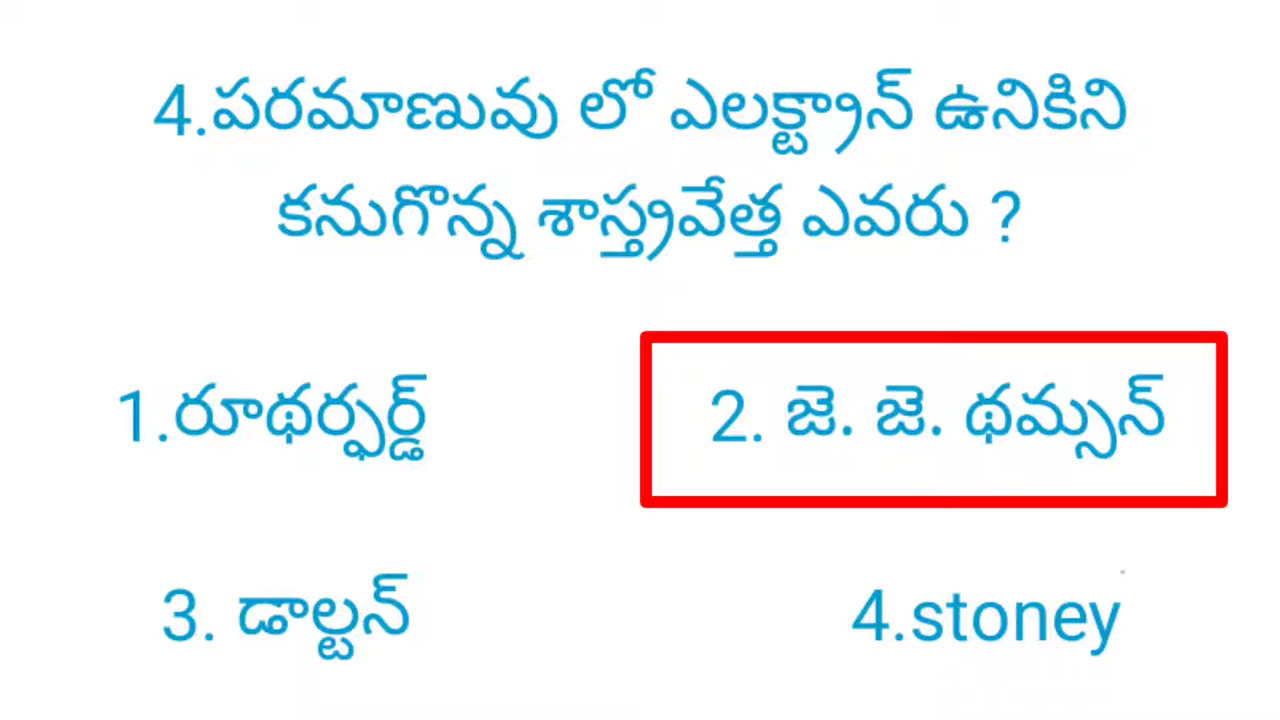 4.పరమాణువు లో ఎలక్ట్రాన్ ఉనికిని
కనుగొన్న శాస్త్రవేత్త ఎవరు ?
1.రూథర్ఫర్డ్
2. జె. జె. థమ్సన్
3. డాల్టన్
4.stoney